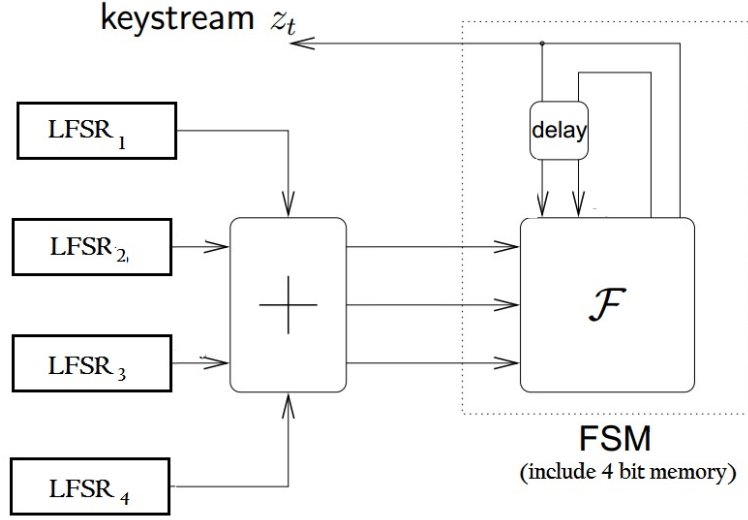 keystream z_t
LFSR 1
delay
LFSR 2
+
F
LFSR 3
FSM
(include 4 bit memory)
LFSR 4